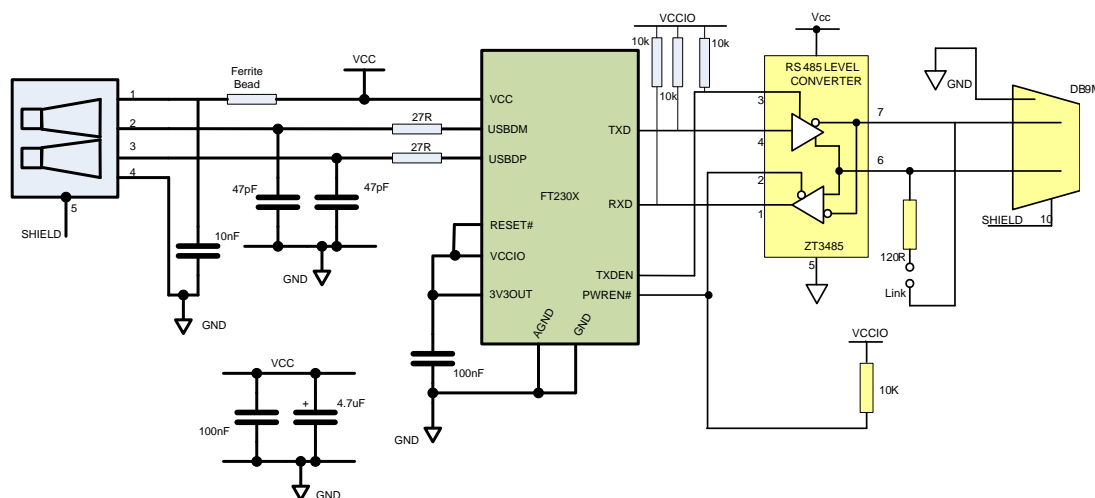 VCCIO
10k
10k
10k
Vcc
RS 485 LEVEL
CONVERTER
DB9M
GND
VCC
Ferrite
Bead
1
2
3
4
5
SHIELD
27R
27R
47pF
47pF
10nF
GND
GND
VCC
USBDM
USBDP
FT230X
RESET#
VCCIO
3V3OUT
AGND
GND
TXD
RXD
TXDEN
PWREN#
3
4
2
1
7
6
ZT3485
5
120R
Link
SHIELD
10
VCCIO
10K
100nF
GND
VCC
100nF
+
4.7uF
GND